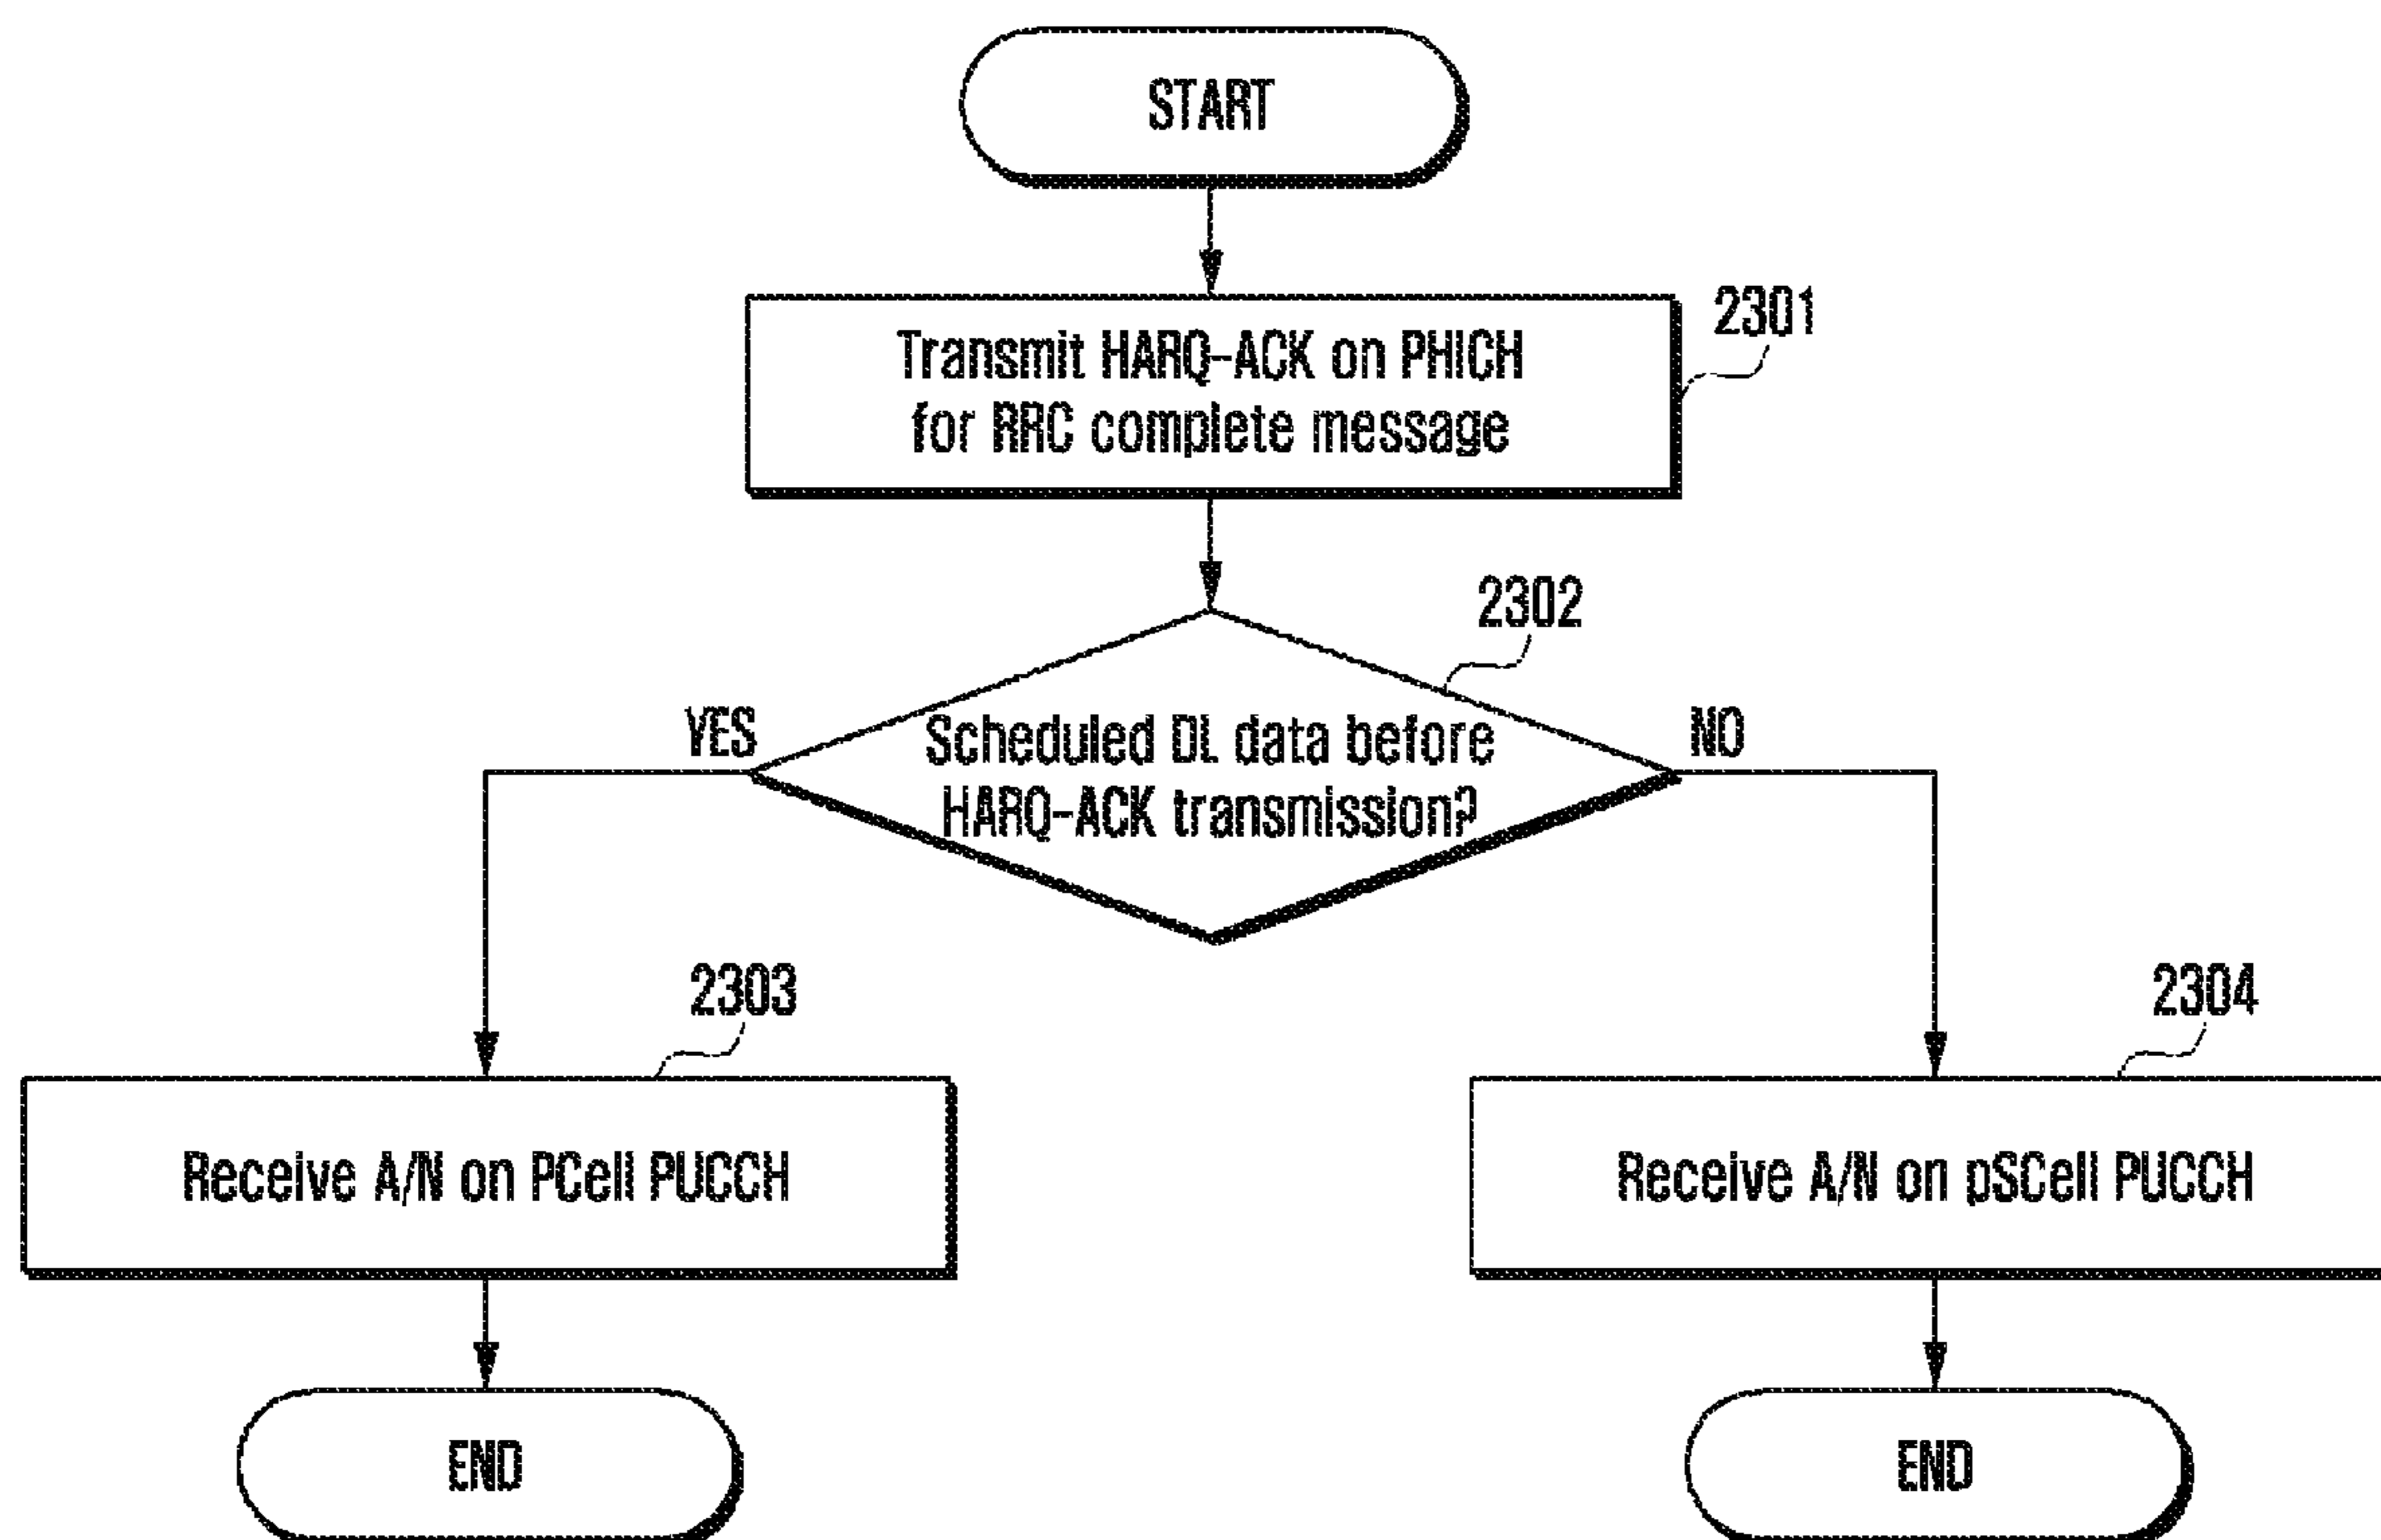 START
2301
Transmit HARQ-ACK on PHICH
for RRC complete message
2302
YES
NO
Scheduled DL data before
HARQ-ACK transmission?
2303
2304
Receive A/N on PCell PUCCH
Receive A/N on pSCell PUCCH
END
END